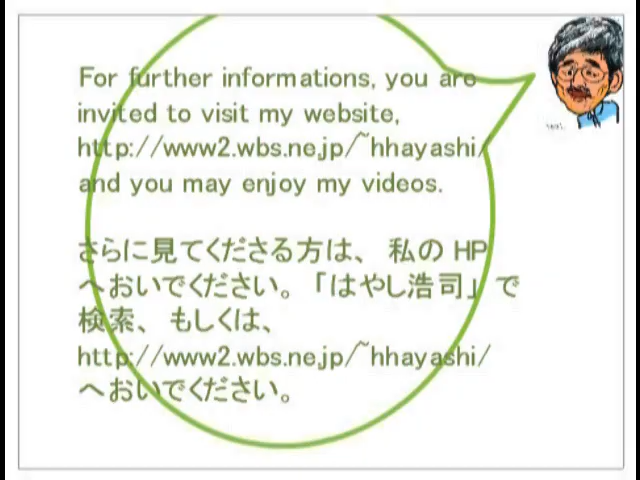 For further informations, you are
invited to visit my website,
http://www2.wbs.ne.jp/~hhayashi/
and you may enjoy my videos.
さらに見てくださる方は、私の HP
へおいでください。「はやし浩司」で
検索、もしくは、
http://www2.wbs.ne.jp/~hhayashi/
へおいでください。